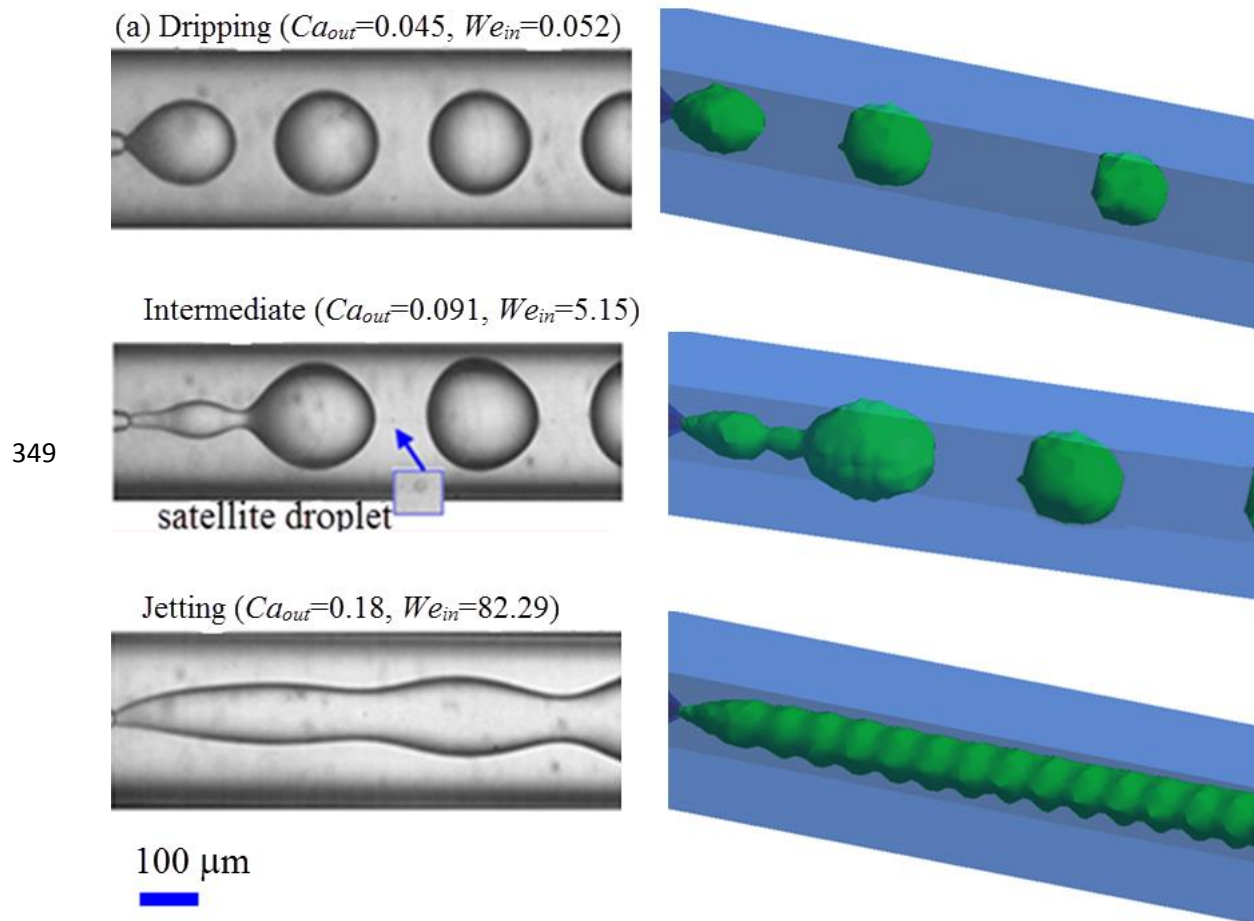 (a) Dripping (Caout=0.045, Wein=0.052)
Intermediate (Caout=0.091, Wein=5.15)
349
satellite droplet
Jetting (Caout=0.18, Wein=82.29)
100 μm